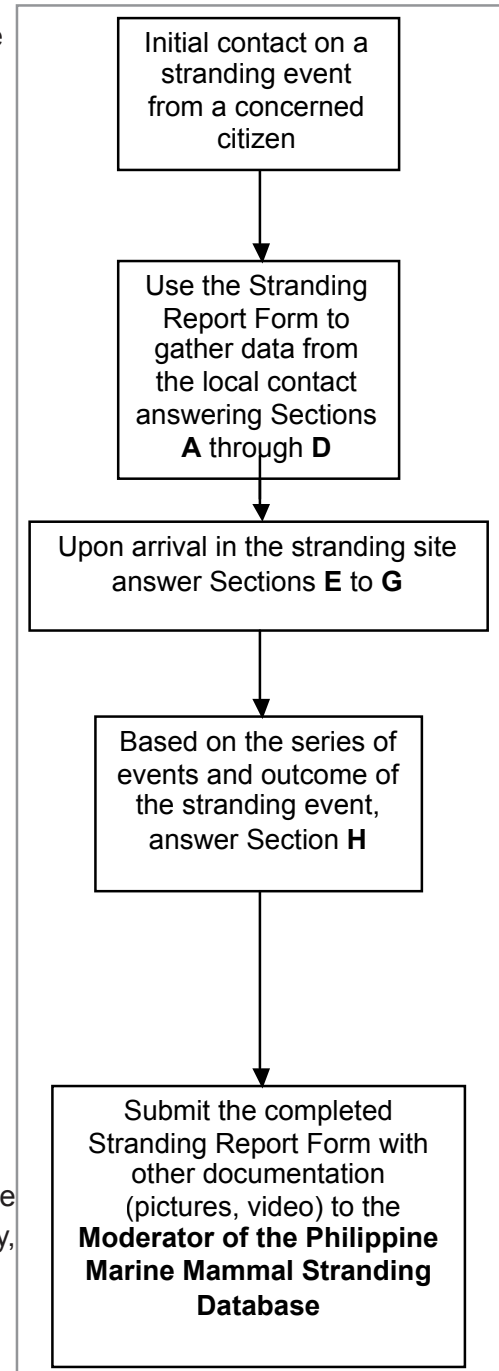 e
Initial contact on a
stranding event
from a concerned
citizen
Use the Stranding
Report Form to
gather data from
the local contact
answering Sections
A through D
Upon arrival in the stranding site
answer Sections E to G
Based on the series of
events and outcome of
the stranding event,
answer Section H
Submit the completed
Stranding Report Form with
other documentation
(pictures, video) to the
Moderator of the Philippine
Marine Mammal Stranding
Database
e
y,